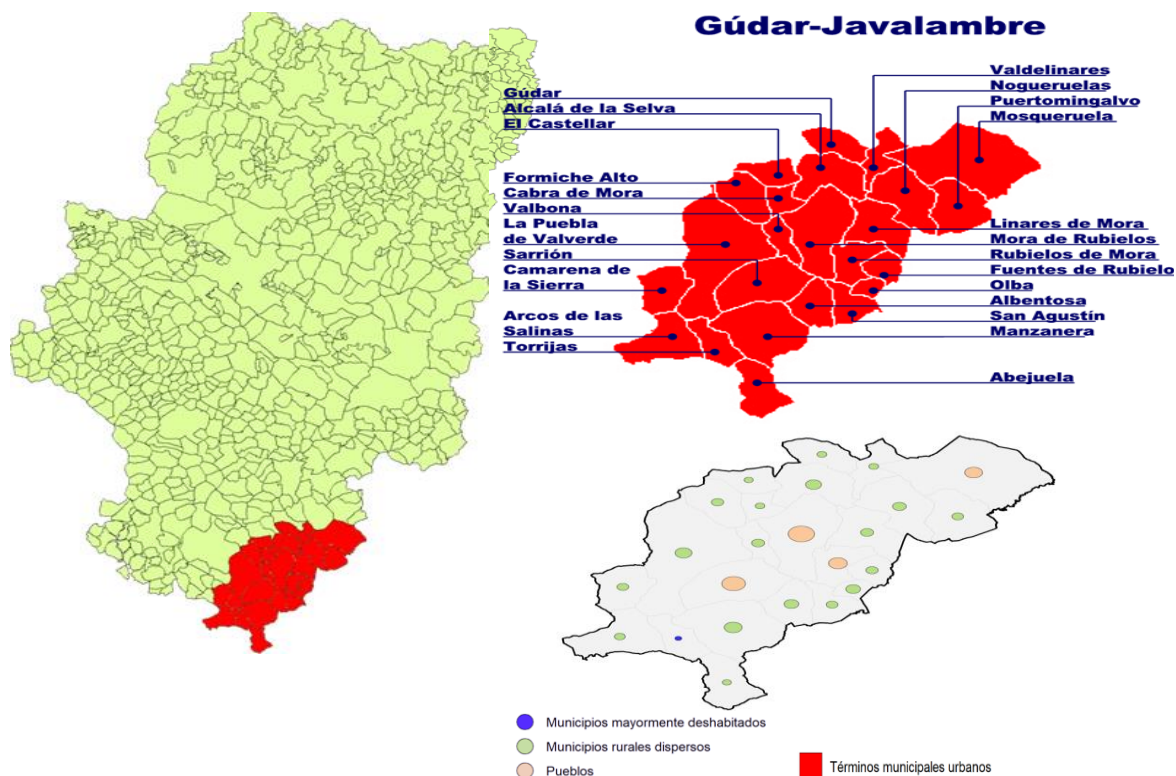 Gúdar-Javalambre
Gúdar
Alcalá de la Selva
El Castellar
Formiche Alto
Cabra de Mora
Valbona
La Puebla
de Valverde
Sarrión
Camarena de
la Sierra
Arcos de las
Salinas
Torrijas
Valdelinares
Nogueruelas
Puertomingalvo
Mosqueruela
Linares de Mora
Mora de Rubielos
Rubielos de Mora
Fuentes de Rubielo
Olba
Albentosa
San Agustín
Manzanera
Abejuela
Municipios mayormente deshabitados
Municipios rurales dispersos
Pueblos
Términos municipales urbanos